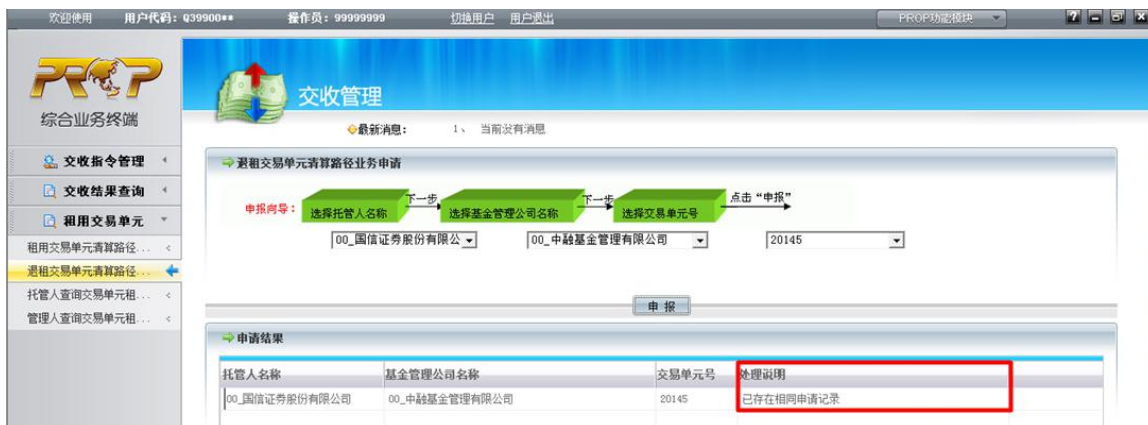 欢迎使用 用户代码：Q39900** 操作员：99999999 切换用户 用户退出 PROP功能模块
PROP
综合业务终端
交收管理
最新消息： 1、 当前没有消息
交收指令管理
交收结果查询
租用交易单元
租用交易单元清算路径...
退租交易单元清算路径...
托管人查询交易单元租...
管理人查询交易单元租...
退租交易单元清算路径业务申请
申报向导： 选择托管人名称 下一步 选择基金管理公司名称 下一步 选择交易单元号 点击“申报”
00_国信证券股份有限公 00_中融基金管理有限公司 20145
申 报
申请结果
托管人名称 基金管理公司名称 交易单元号 处理说明
00_国信证券股份有限公司 00_中融基金管理有限公司 20145 已存在相同申请记录